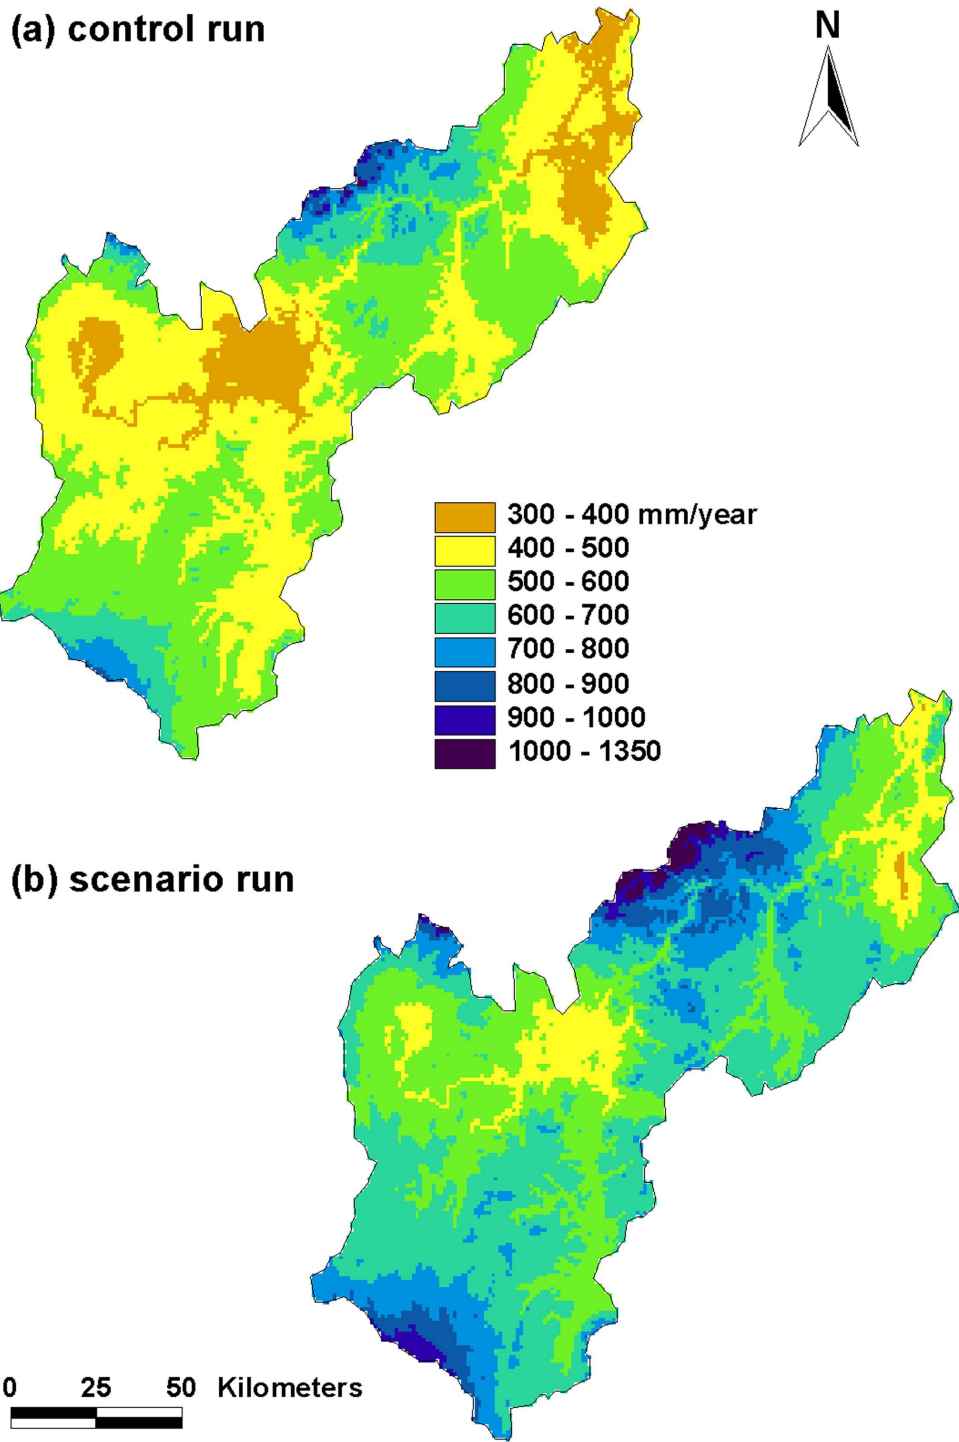 (a) control run
N
300 - 400 mm/year
400 - 500
500 - 600
600 - 700
700 - 800
800 - 900
900 - 1000
1000 - 1350
(b) scenario run
0 25 50 Kilometers